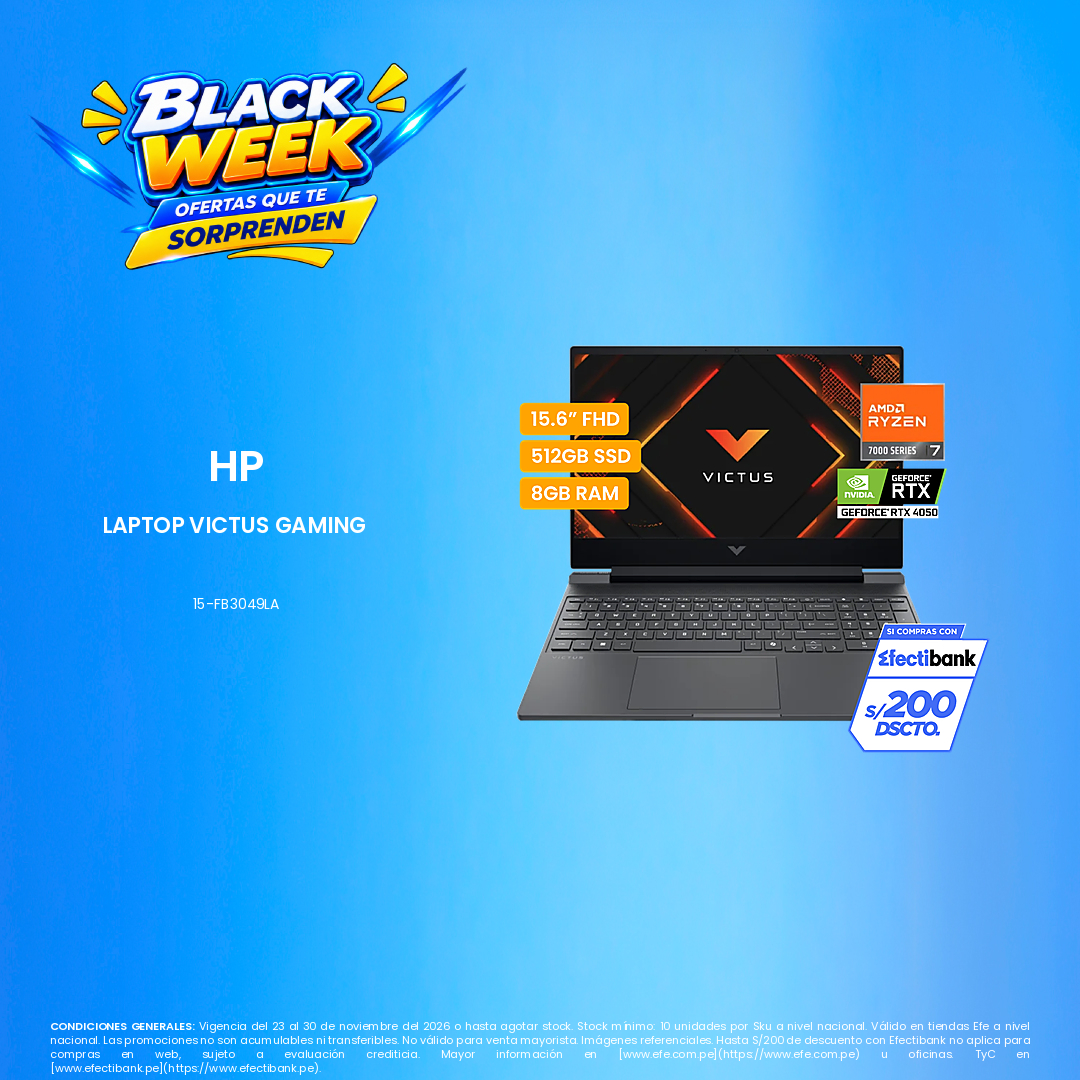 BLACK
WEEK
OFERTAS QUE TE
SORPRENDEN
HP
LAPTOP VICTUS GAMING
15-FB3049LA
15.6” FHD
512GB SSD
8GB RAM
VICTUS
AMD
RYZEN
7000 SERIES 7
NVIDIA. GEFORCE® RTX
GEFORCE® RTX 4050
VICTUS
SI COMPRAS CON
Efectibank
S/200
DSCTO.
CONDICIONES GENERALES: Vigencia del 23 al 30 de noviembre del 2026 o hasta agotar stock. Stock mínimo: 10 unidades por Sku a nivel nacional. Válido en tiendas Efe a nivel
nacional. Las promociones no son acumulables ni transferibles. No válido para venta mayorista. Imágenes referenciales. Hasta S/200 de descuento con Efectibank no aplica para
compras en web, sujeto a evaluación crediticia. Mayor información en [www.efe.com.pe](https://www.efe.com.pe) u oficinas. TyC en
[www.efectibank.pe](https://www.efectibank.pe).